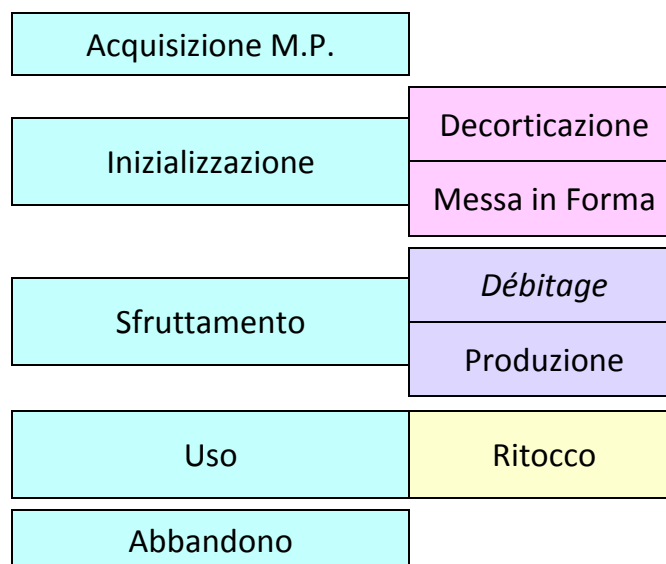 Acquisizione M.P.
Inizializzazione
Decorticazione
Messa in Forma
Sfruttamento
Débitage
Produzione
Uso
Ritocco
Abbandono